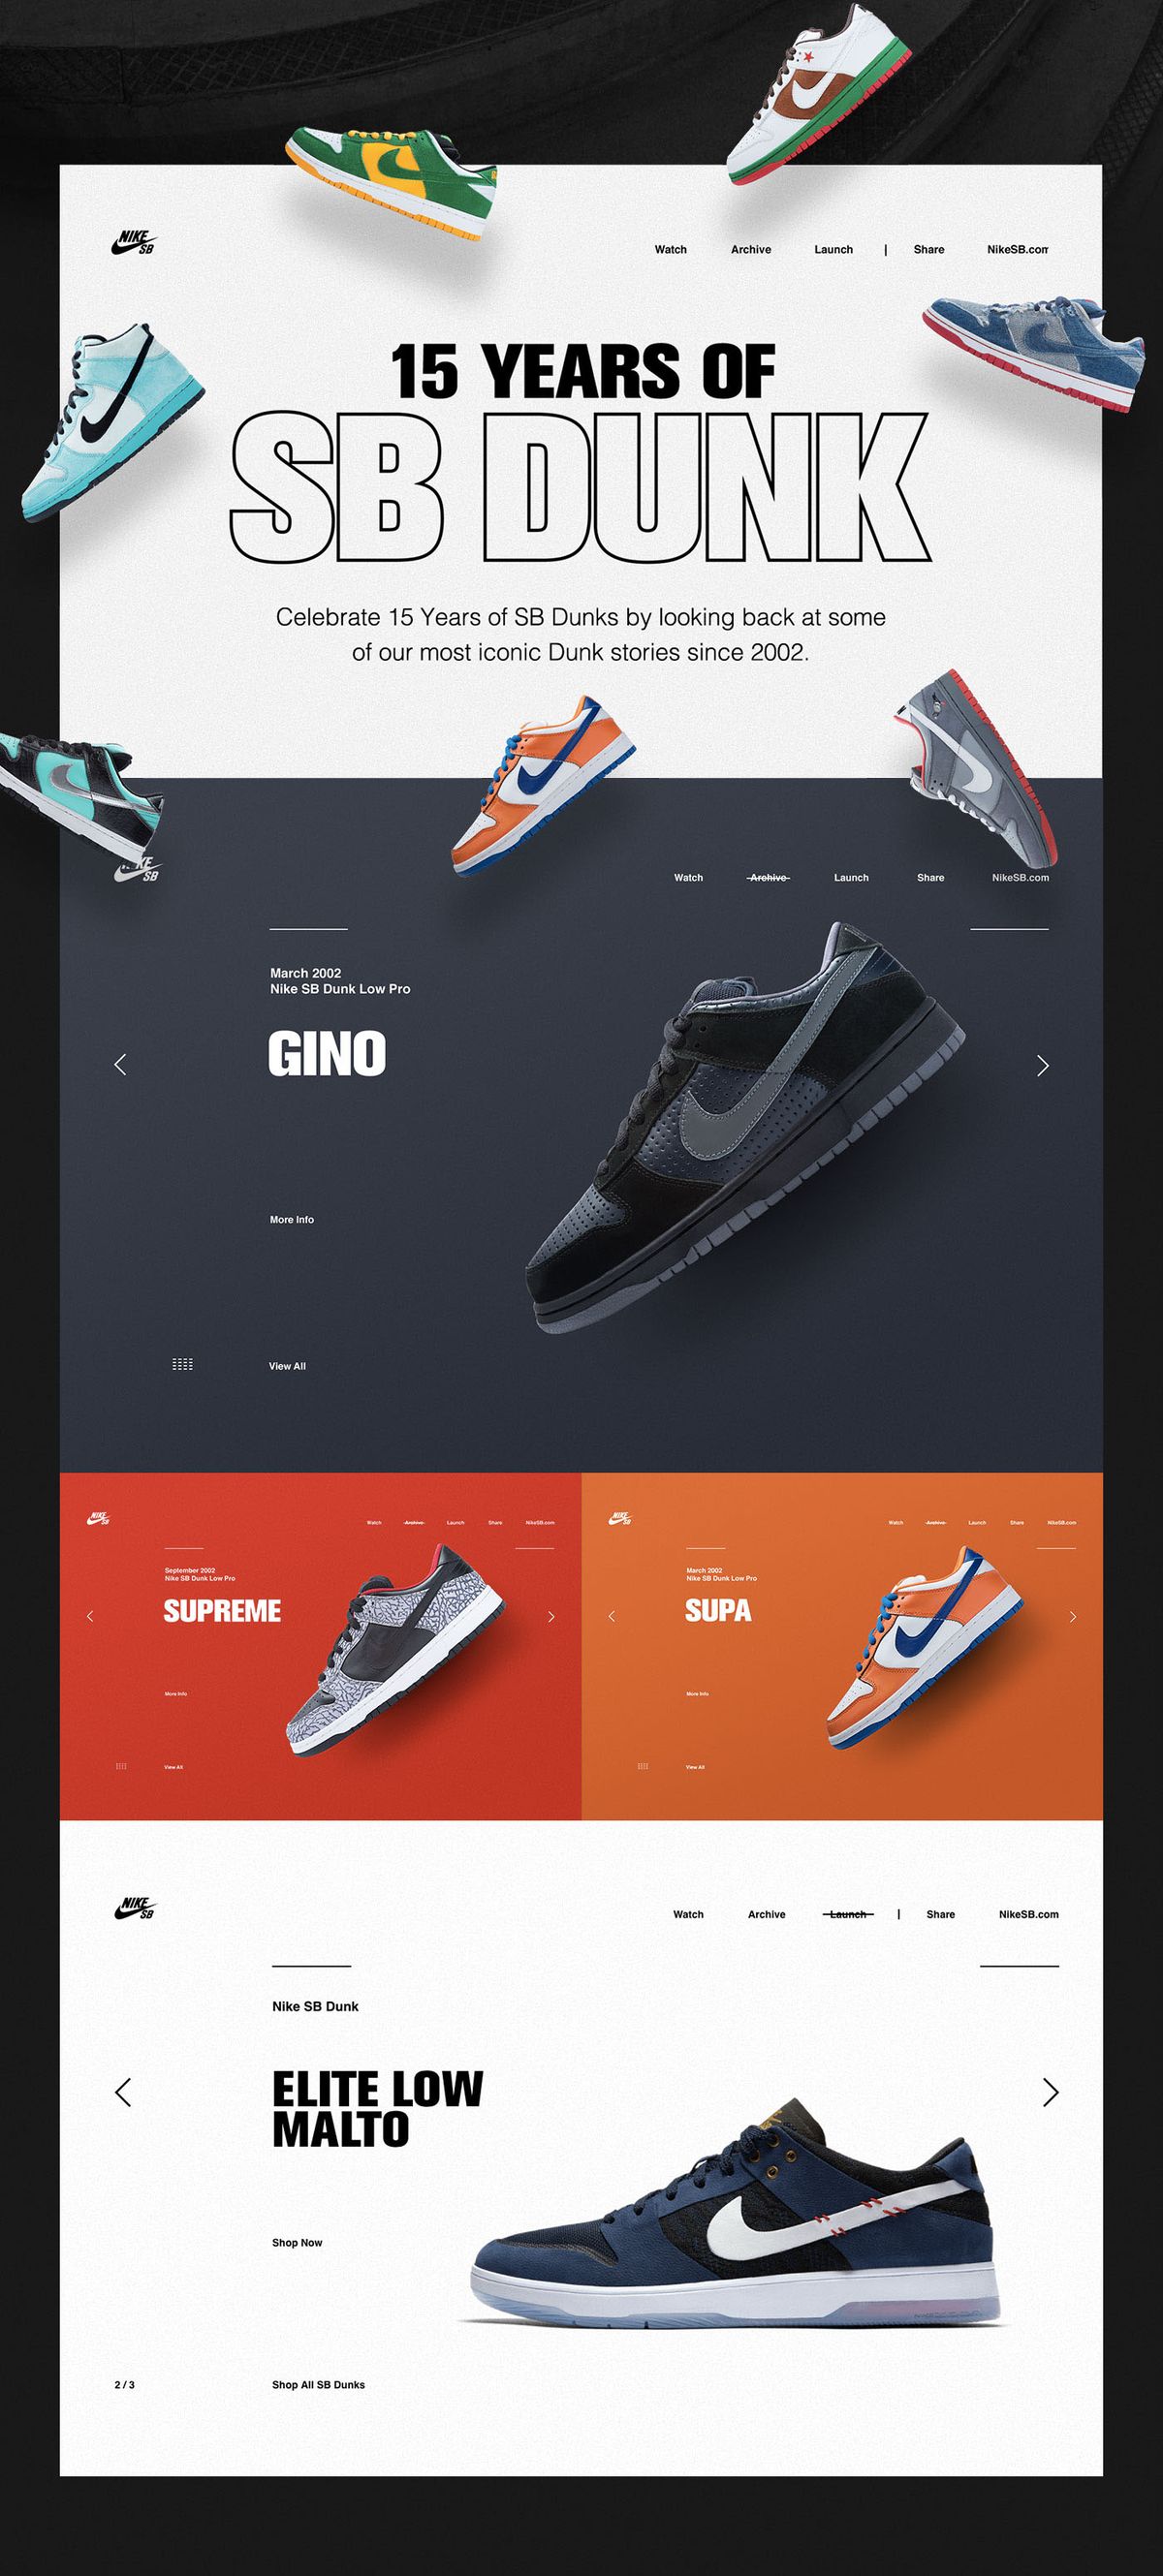 NIKE
SB
Watch Archive Launch | Share NikeSB.com
15 YEARS OF
SB DUNK
Celebrate 15 Years of SB Dunks by looking back at some
of our most iconic Dunk stories since 2002.
NIKE
SB
Watch Archive Launch Share NikeSB.com
March 2002
Nike SB Dunk Low Pro
GINO
More Info
View All
NIKE
SB
Watch Archive Launch Share NikeSB.com
September 2002
Nike SB Dunk Low Pro
SUPREME
More Info
View All
NIKE
SB
Watch Archive Launch Share NikeSB.com
March 2002
Nike SB Dunk Low Pro
SUPA
More Info
View All
NIKE
SB
Watch Archive Launch | Share NikeSB.com
Nike SB Dunk
ELITE LOW
MALTO
Shop Now
2 / 3
Shop All SB Dunks